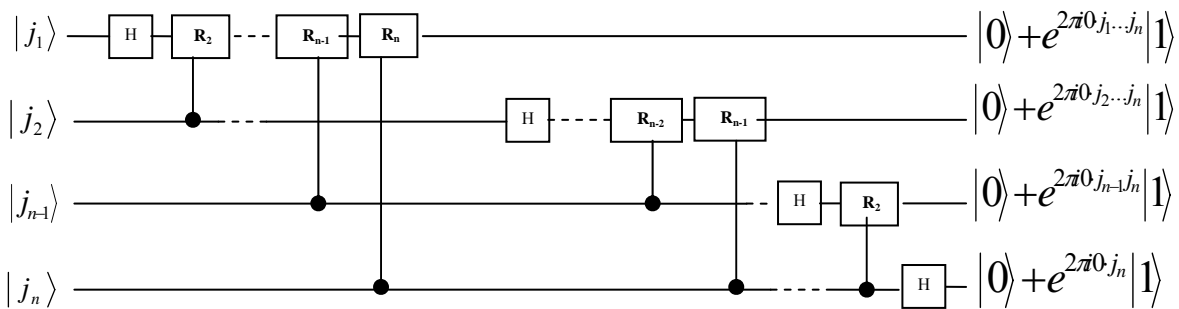 |j₁⟩ H R₂ Rₙ₋₁ Rₙ |0⟩+e^{2πi0·j₁...jₙ}|1⟩
|j₂⟩ H Rₙ₋₂ Rₙ₋₁ |0⟩+e^{2πi0·j₂...jₙ}|1⟩
|jₙ₋₁⟩ H R₂ |0⟩+e^{2πi0·jₙ₋₁jₙ}|1⟩
|jₙ⟩ H |0⟩+e^{2πi0·jₙ}|1⟩